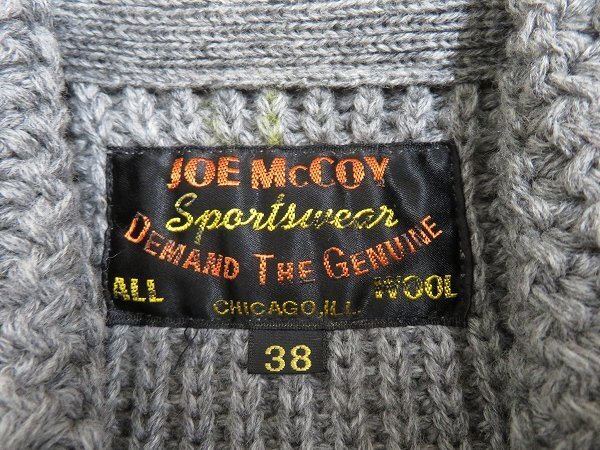 JOE McCOY
Sportswear
DEMAND THE GENUINE
ALL WOOL
CHICAGO, ILL.
38